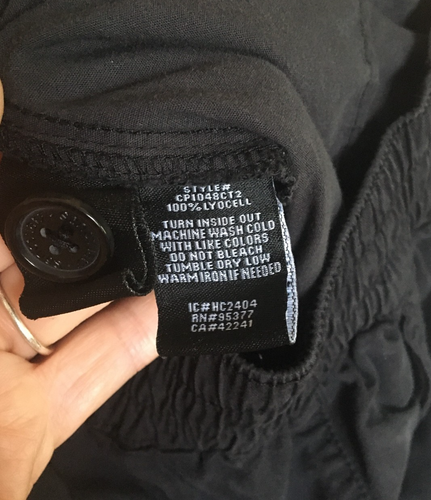 STYLE#
CP1048CT2
100%LYOCELL
TURN INSIDE OUT
MACHINE WASH COLD
WITH LIKE COLORS
DO NOT BLEACH
TUMBLE DRY LOW
WARM IRON IF NEEDED
IC#HC2404
RN#95377
CA#42241